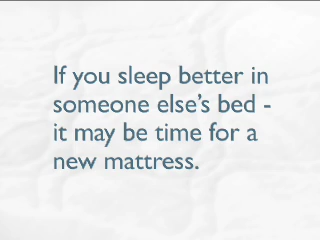 If you sleep better in
someone else's bed -
it may be time for a
new mattress.